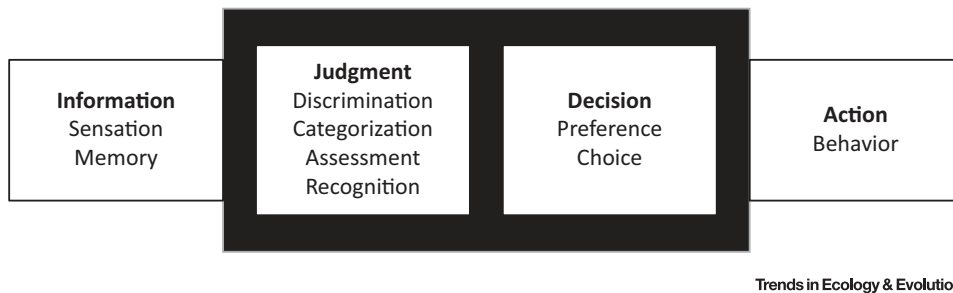 Information
Sensation
Memory
Judgment
Discrimination
Categorization
Assessment
Recognition
Decision
Preference
Choice
Action
Behavior
Trends in Ecology & Evolutio